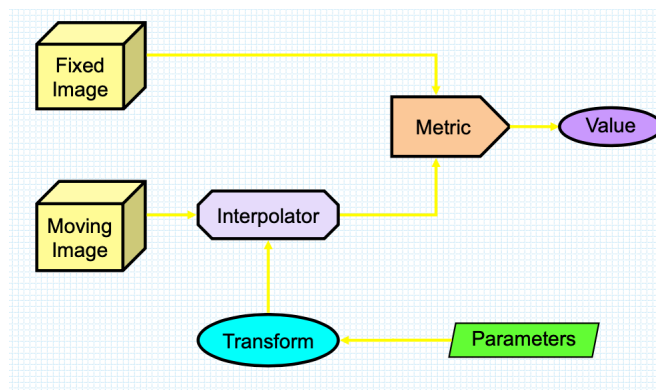 Fixed
Image
Metric
Value
Moving
Image
Interpolator
Transform
Parameters